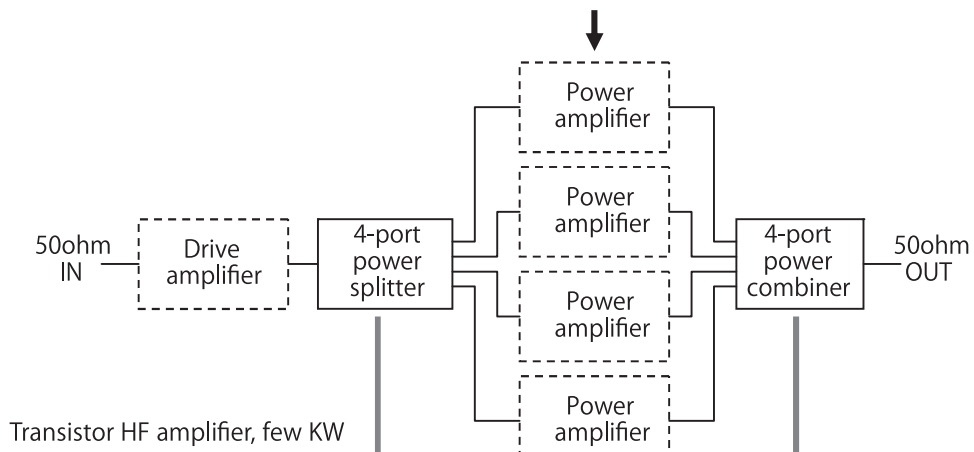 Power
amplifier
Power
amplifier
50ohm
IN
Drive
amplifier
4-port
power
splitter
4-port
power
combiner
50ohm
OUT
Power
amplifier
Power
amplifier
Transistor HF amplifier, few KW